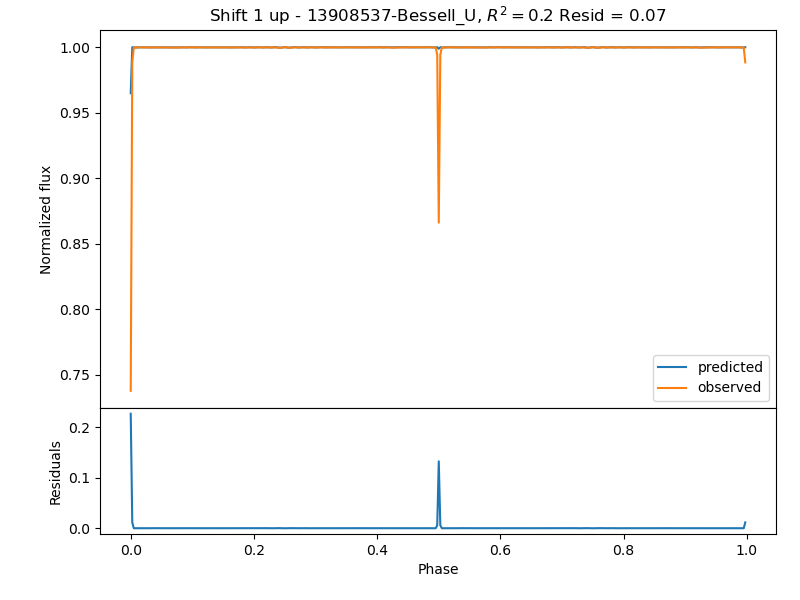 Shift 1 up - 13908537-Bessell_U, R² = 0.2 Resid = 0.07
1.00
0.95
0.90
0.85
0.80
0.75
Normalized flux
predicted
observed
0.2
0.1
0.0
Residuals
0.0 0.2 0.4 0.6 0.8 1.0
Phase